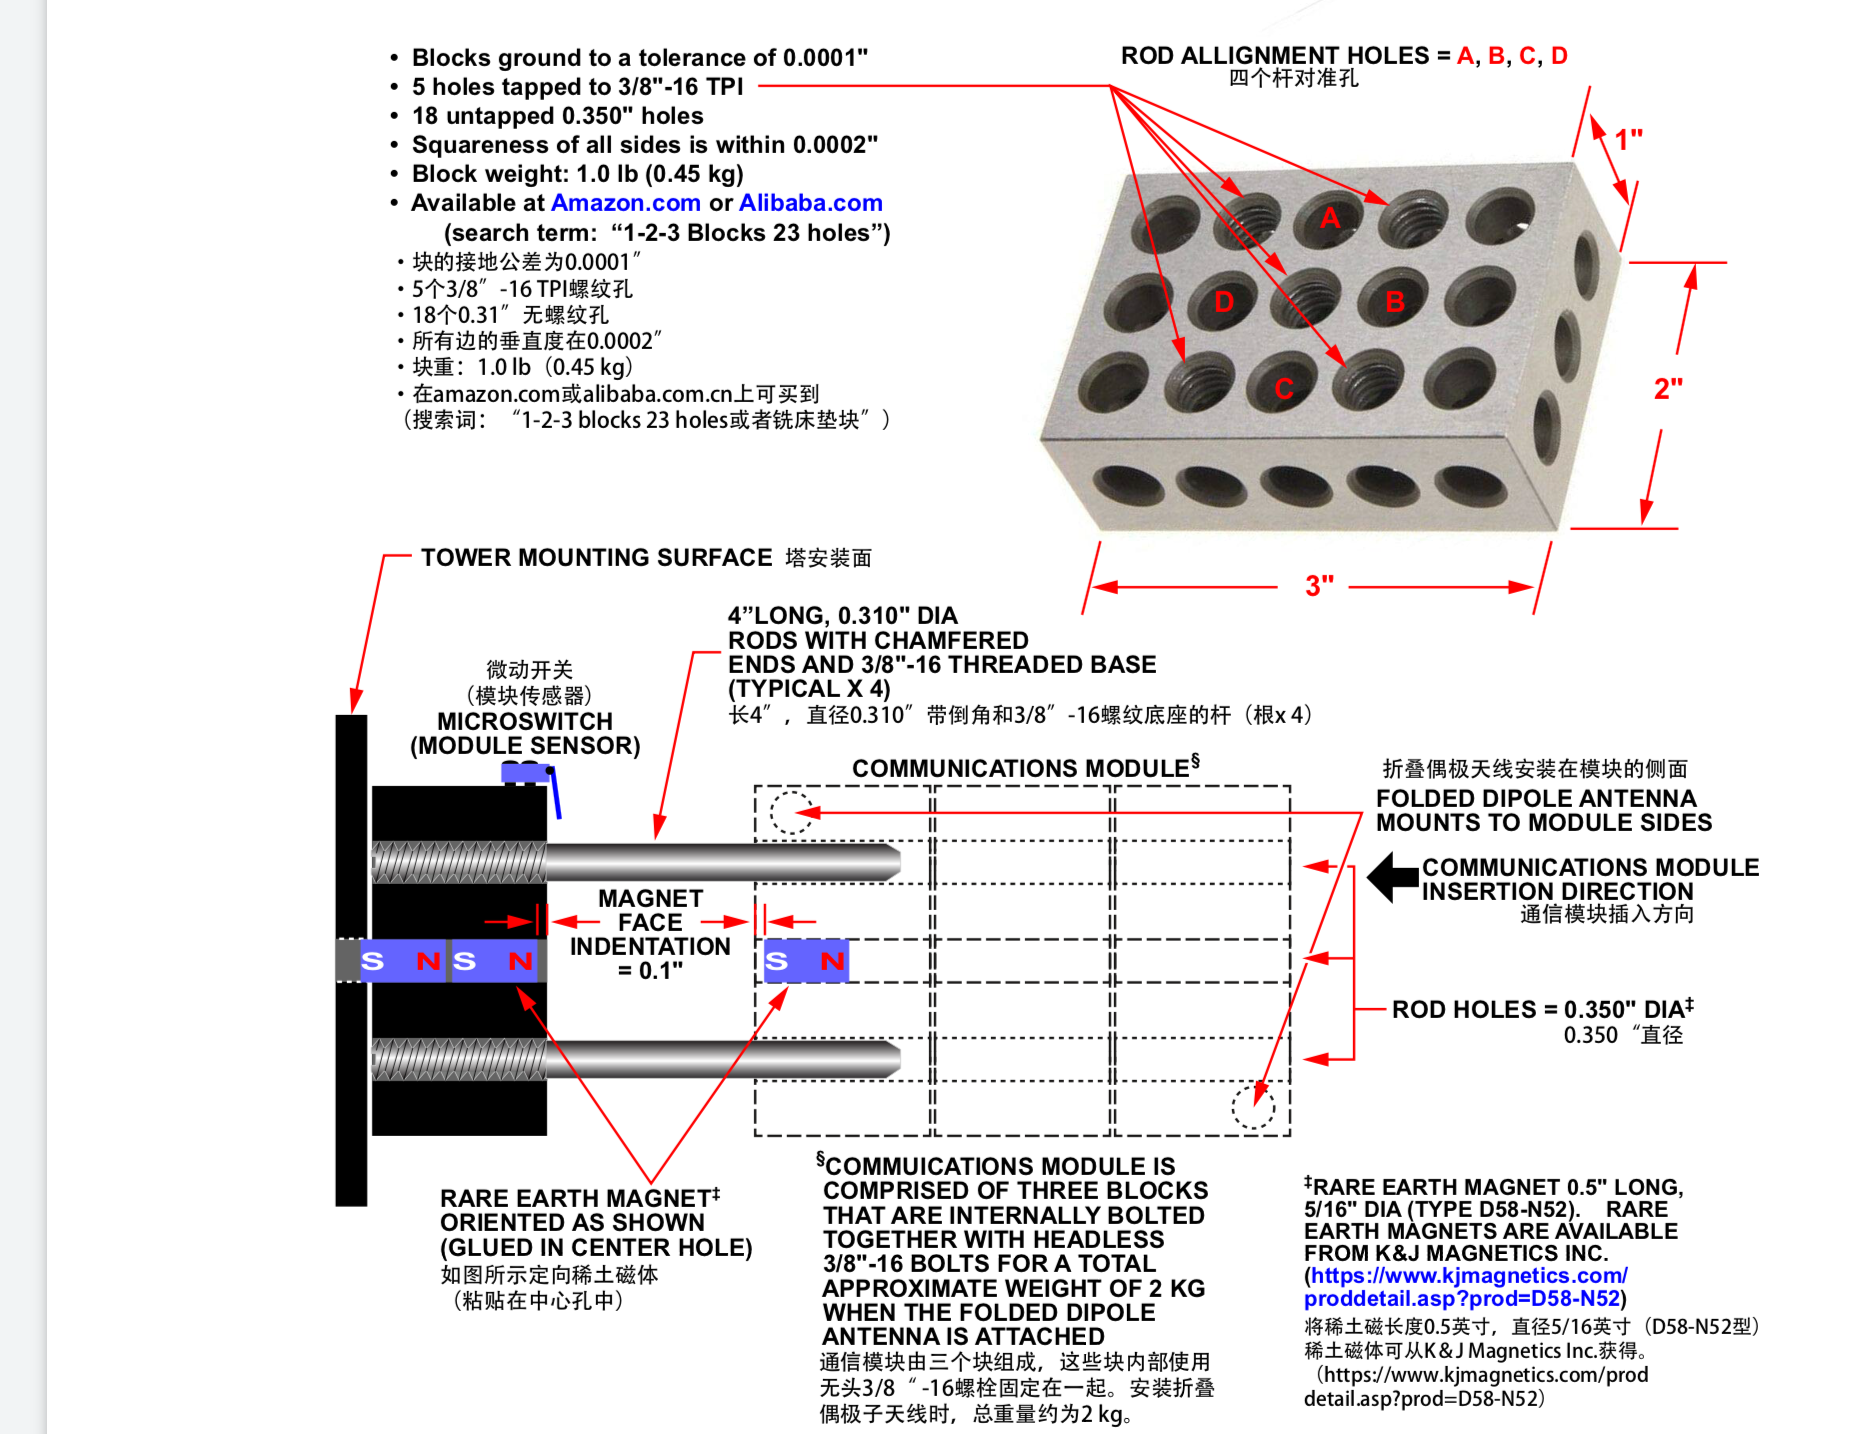 • Blocks ground to a tolerance of 0.0001"
• 5 holes tapped to 3/8"-16 TPI
• 18 untapped 0.350" holes
• Squareness of all sides is within 0.0002"
• Block weight: 1.0 lb (0.45 kg)
• Available at Amazon.com or Alibaba.com
(search term: “1-2-3 Blocks 23 holes”)
・块的接地公差为0.0001″
・5个3/8″-16 TPI螺纹孔
・18个0.31″无螺纹孔
・所有边的垂直度在0.0002″
・块重：1.0 lb（0.45 kg）
・在amazon.com或alibaba.com.cn上可买到
（搜索词：“1-2-3 blocks 23 holes或者铣床垫块”）
ROD ALLIGNMENT HOLES = A, B, C, D
四个杆对准孔
1"
A
D
B
C
2"
3"
TOWER MOUNTING SURFACE 塔安装面
4”LONG, 0.310" DIA
RODS WITH CHAMFERED
ENDS AND 3/8"-16 THREADED BASE
(TYPICAL X 4)
长4″，直径0.310″带倒角和3/8″-16螺纹底座的杆（根x 4）
微动开关
（模块传感器）
MICROSWITCH
(MODULE SENSOR)
COMMUNICATIONS MODULE§
折叠偶极天线安装在模块的侧面
FOLDED DIPOLE ANTENNA
MOUNTS TO MODULE SIDES
COMMUNICATIONS MODULE
INSERTION DIRECTION
通信模块插入方向
MAGNET
FACE
INDENTATION
= 0.1"
S N S N
S N
ROD HOLES = 0.350" DIA‡
0.350“直径
RARE EARTH MAGNET‡
ORIENTED AS SHOWN
(GLUED IN CENTER HOLE)
如图所示定向稀土磁体
（粘贴在中心孔中）
§COMMUICATIONS MODULE IS
COMPRISED OF THREE BLOCKS
THAT ARE INTERNALLY BOLTED
TOGETHER WITH HEADLESS
3/8"-16 BOLTS FOR A TOTAL
APPROXIMATE WEIGHT OF 2 KG
WHEN THE FOLDED DIPOLE
ANTENNA IS ATTACHED
通信模块由三个块组成，这些块内部使用
无头3/8“-16螺栓固定在一起。安装折叠
偶极子天线时，总重量约为2 kg。
‡RARE EARTH MAGNET 0.5" LONG,
5/16" DIA (TYPE D58-N52). RARE
EARTH MAGNETS ARE AVAILABLE
FROM K&J MAGNETICS INC.
(https://www.kjmagnetics.com/
proddetail.asp?prod=D58-N52)
将稀土磁长度0.5英寸，直径5/16英寸（D58-N52型）
稀土磁体可从K＆J Magnetics Inc.获得。
（https://www.kjmagnetics.com/prod
detail.asp?prod=D58-N52）